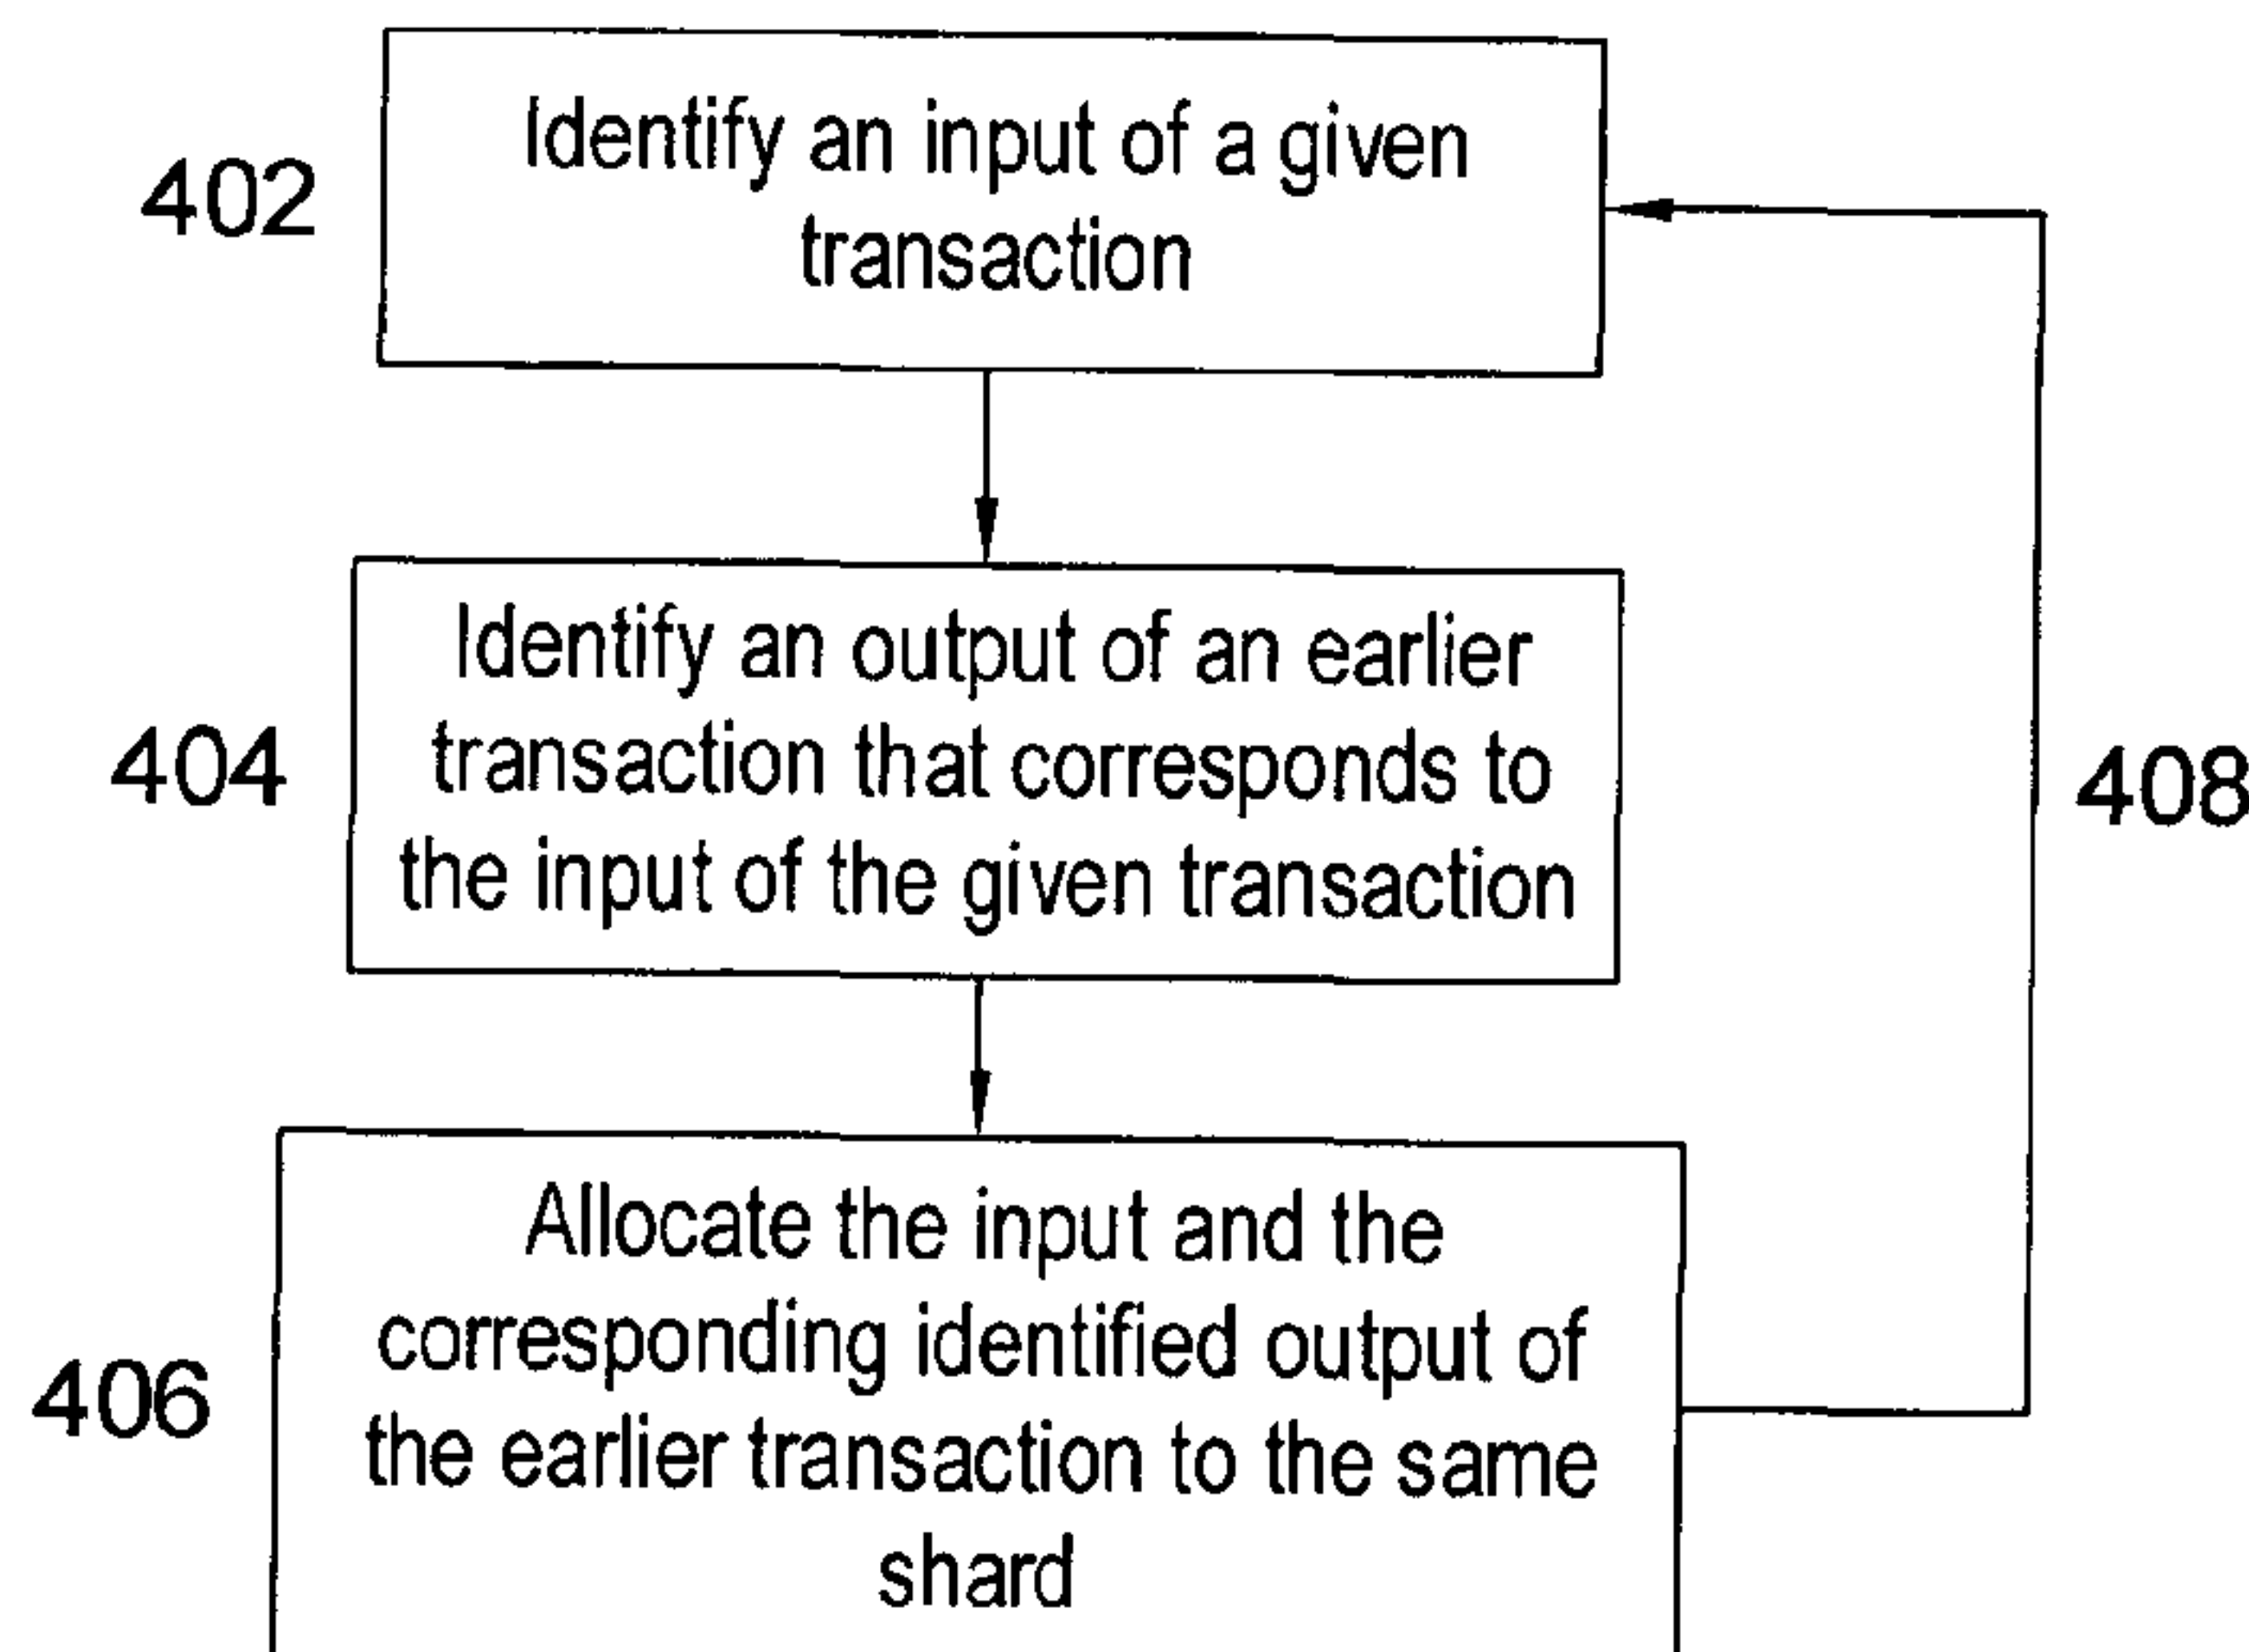 402
Identify an input of a given
transaction
404
Identify an output of an earlier
transaction that corresponds to
the input of the given transaction
408
406
Allocate the input and the
corresponding identified output of
the earlier transaction to the same
shard